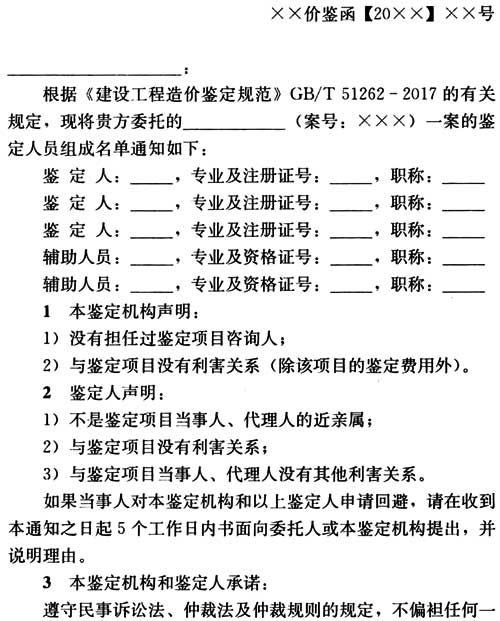 ××价鉴函【20××】××号
____________________：
根据《建设工程造价鉴定规范》GB/T 51262－2017 的有关
规定，现将贵方委托的____________（案号：×××）一案的鉴
定人员组成名单通知如下：
鉴 定 人：_____，专业及注册证号：_____，职称：_____
鉴 定 人：_____，专业及注册证号：_____，职称：_____
鉴 定 人：_____，专业及注册证号：_____，职称：_____
辅助人员：_____，专业及资格证号：_____，职称：_____
辅助人员：_____，专业及资格证号：_____，职称：_____
1 本鉴定机构声明：
1）没有担任过鉴定项目咨询人；
2）与鉴定项目没有利害关系（除该项目的鉴定费用外）。
2 鉴定人声明：
1）不是鉴定项目当事人、代理人的近亲属；
2）与鉴定项目没有利害关系；
3）与鉴定项目当事人、代理人没有其他利害关系。
如果当事人对本鉴定机构和以上鉴定人申请回避，请在收到
本通知之日起 5 个工作日内书面向委托人或本鉴定机构提出，并
说明理由。
3 本鉴定机构和鉴定人承诺：
遵守民事诉讼法、仲裁法及仲裁规则的规定，不偏袒任何一